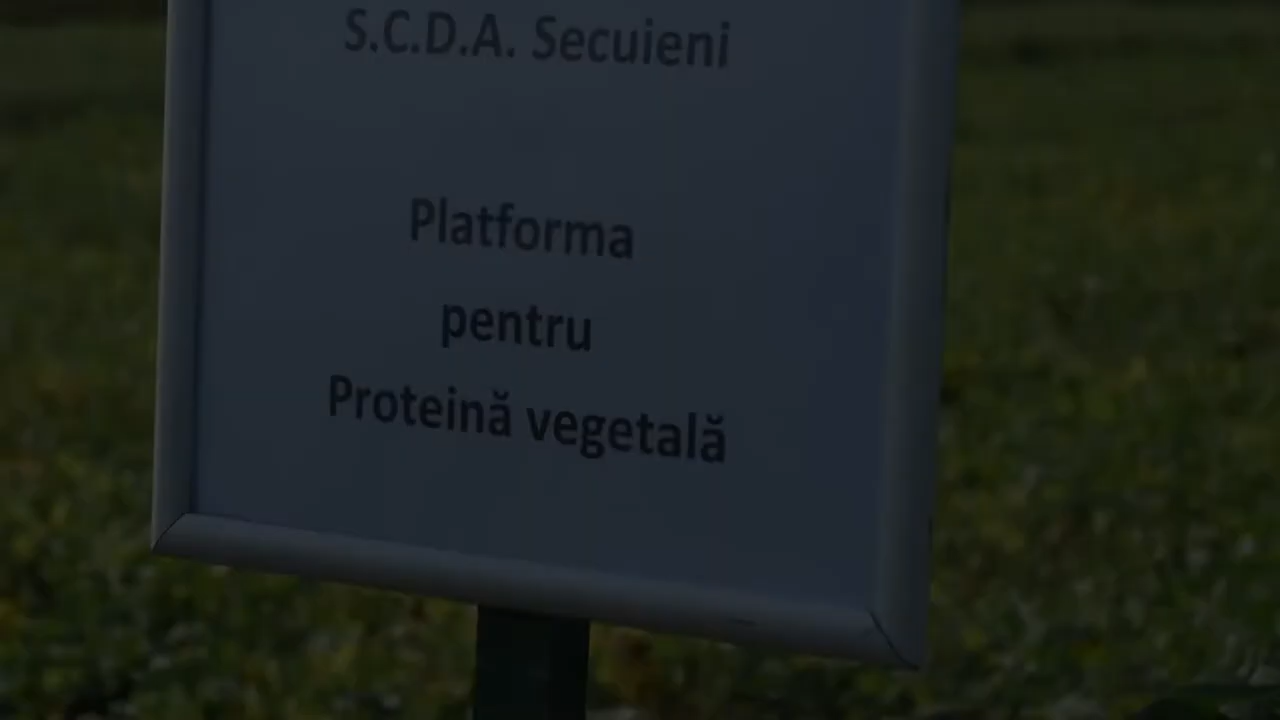 S.C.D.A. Secuieni
Platforma
pentru
Proteină vegetală